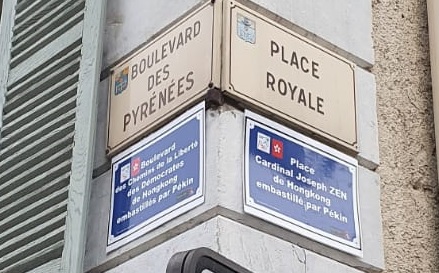 BOULEVARD
DES
PYRÉNÉES
PLACE
ROYALE
Boulevard
des Chemins de la Liberté
des Démocrates
de Hongkong
embastillés par Pékin
Place
Cardinal Joseph ZEN
de Hongkong
embastillé par Pékin